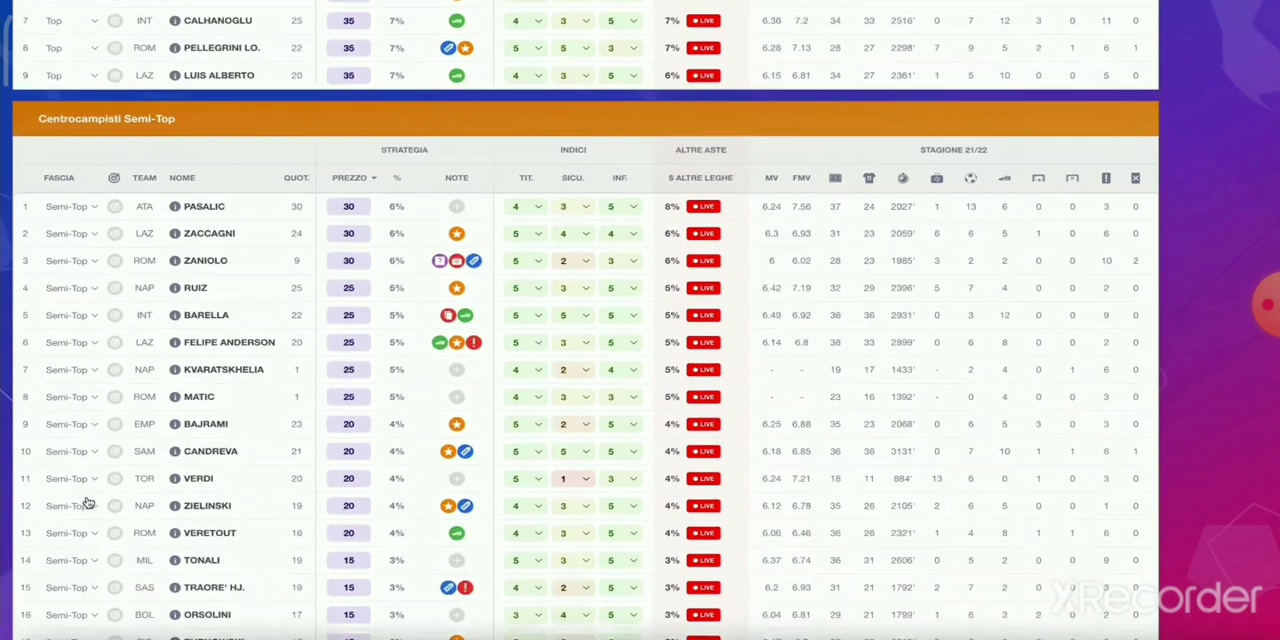 7 Top INT CALHANOGLU 25 35 7% 4 3 5 7% LIVE 6.36 7.2 34 33 2516' 0 7 12 3 0 11 0
8 Top ROM PELLEGRINI LO. 22 35 7% 5 5 3 7% LIVE 6.28 7.13 28 27 2298' 7 9 5 2 1 6 1
9 Top LAZ LUIS ALBERTO 20 35 7% 4 3 5 6% LIVE 6.15 6.81 34 27 2361' 1 5 10 0 0 5 0
Centrocampisti Semi-Top
STRATEGIA INDICI ALTRE ASTE STAGIONE 21/22
FASCIA TEAM NOME QUOT. PREZZO % NOTE TIT. SICU. INF. $ ALTRE LEGHE MV FMV
1 Semi-Top ATA PASALIC 30 30 6% 4 3 5 8% LIVE 6.24 7.56 37 24 2027' 1 13 6 0 0 3 0
2 Semi-Top LAZ ZACCAGNI 24 30 6% 5 4 4 6% LIVE 6.3 6.93 31 23 2059' 6 6 5 1 0 11 0
3 Semi-Top ROM ZANIOLO 9 30 6% 5 2 3 6% LIVE 6 6.02 28 23 1985' 3 2 2 0 0 10 2
4 Semi-Top NAP RUIZ 25 25 5% 5 3 5 5% LIVE 6.42 7.19 32 29 2396' 5 7 4 0 0 2 0
5 Semi-Top INT BARELLA 22 25 5% 5 5 5 5% LIVE 6.49 6.92 36 36 2931' 0 3 12 0 0 9 0
6 Semi-Top LAZ FELIPE ANDERSON 20 25 5% 5 3 5 5% LIVE 6.14 6.8 38 33 2899' 0 6 8 0 0 2 0
7 Semi-Top NAP KVARATSKHELIA 1 25 5% 4 2 4 5% LIVE - - 19 17 1433' - 2 4 0 1 6 0
8 Semi-Top ROM MATIC 1 25 5% 4 3 3 5% LIVE - - 23 16 1392' - 0 4 0 0 3 0
9 Semi-Top EMP BAJRAMI 23 20 4% 5 2 5 4% LIVE 6.25 6.88 35 23 2068' 0 6 5 3 0 4 0
10 Semi-Top SAM CANDREVA 21 20 4% 5 5 5 4% LIVE 6.18 6.85 36 36 3131' 0 7 10 1 1 6 1
11 Semi-Top TOR VERDI 20 20 4% 5 1 3 4% LIVE 6.24 7.21 18 11 884' 13 6 0 1 0 3 0
12 Semi-Top NAP ZIELINSKI 19 20 4% 4 3 5 4% LIVE 6.12 6.78 35 26 2105' 2 6 5 0 0 1 0
13 Semi-Top ROM VERETOUT 16 20 4% 4 3 5 4% LIVE 6.06 6.46 36 26 2321' 1 4 8 1 1 6 0
14 Semi-Top MIL TONALI 19 15 3% 5 3 5 3% LIVE 6.37 6.74 36 31 2606' 0 5 2 0 0 9 0
15 Semi-Top SAS TRAORE' HJ. 19 15 3% 4 2 5 3% LIVE 6.2 6.93 31 21 1792' 2 7 2 0 0 4 0
16 Semi-Top BOL ORSOLINI 17 15 3% 3 4 5 3% LIVE 6.04 6.81 29 21 1799' 1 6 3 2 0 2 0
XRecorder